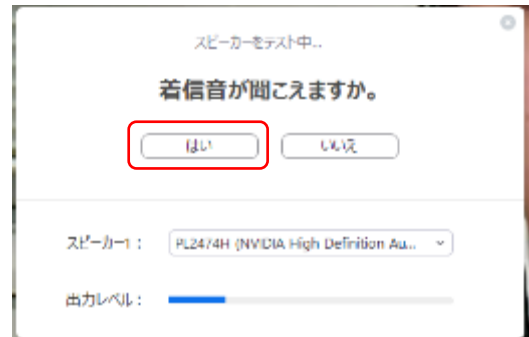 スピーカーをテスト中...
着信音が聞こえますか。
はい
いいえ
スピーカー1：
PL2474H (NVIDIA High Definition Au...
出力レベル：